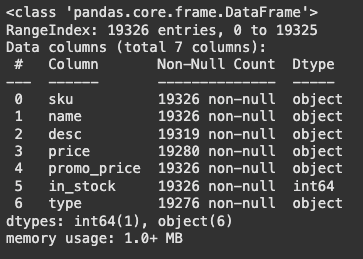 <class 'pandas.core.frame.DataFrame'>
RangeIndex: 19326 entries, 0 to 19325
Data columns (total 7 columns):
 #   Column       Non-Null Count  Dtype
---  ------       --------------  -----
 0   sku          19326 non-null  object
 1   name         19326 non-null  object
 2   desc         19319 non-null  object
 3   price        19280 non-null  object
 4   promo_price  19326 non-null  object
 5   in_stock     19326 non-null  int64
 6   type         19276 non-null  object
dtypes: int64(1), object(6)
memory usage: 1.0+ MB